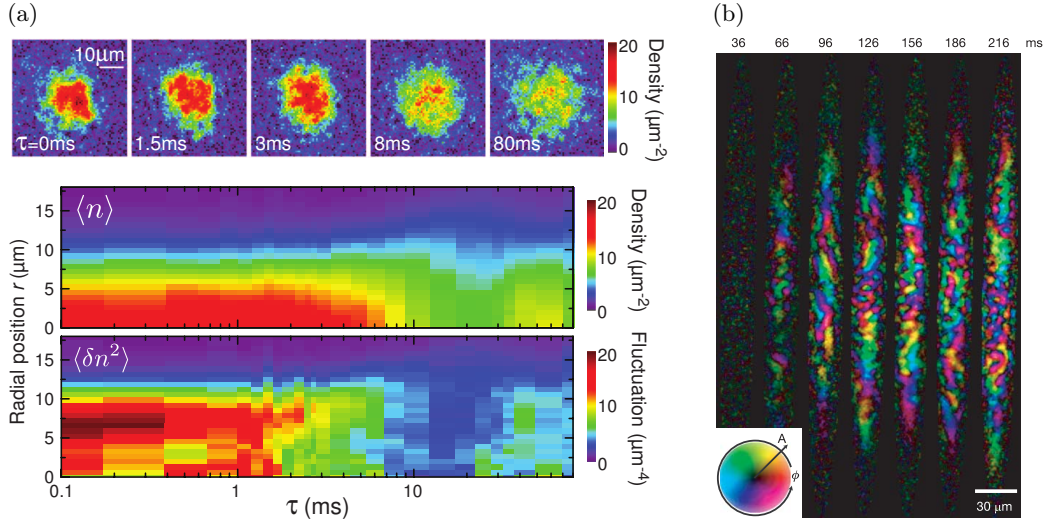 (a)
10μm
τ=0ms
1.5ms
3ms
8ms
80ms
20
10
0
Density (μm⁻²)
⟨n⟩
15
10
5
0
20
10
0
Density (μm⁻²)
Radial position r (μm)
⟨δn²⟩
15
10
5
0
20
10
0
Fluctuation (μm⁻⁴)
0.1
1
10
τ (ms)
(b)
36 66 96 126 156 186 216 ms
A
ϕ
30 μm